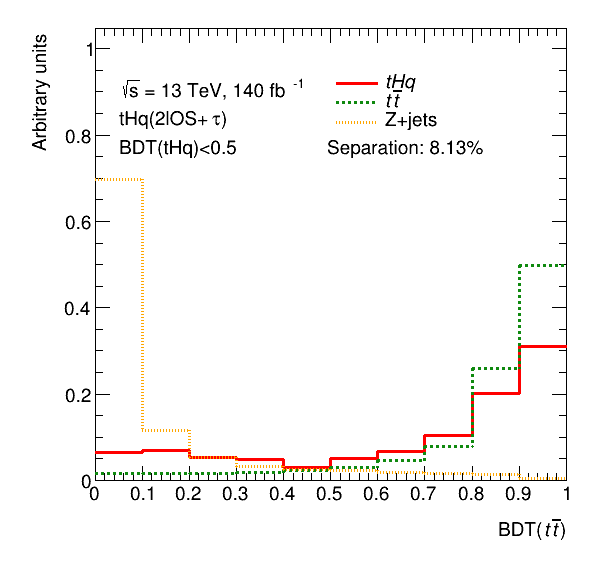 Arbitrary units
√s = 13 TeV, 140 fb⁻¹
tHq(2lOS+ τ)
BDT(tHq)<0.5
tHq
tt̅
Z+jets
Separation: 8.13%
1
0.8
0.6
0.4
0.2
0
0 0.1 0.2 0.3 0.4 0.5 0.6 0.7 0.8 0.9 1
BDT(tt̅)